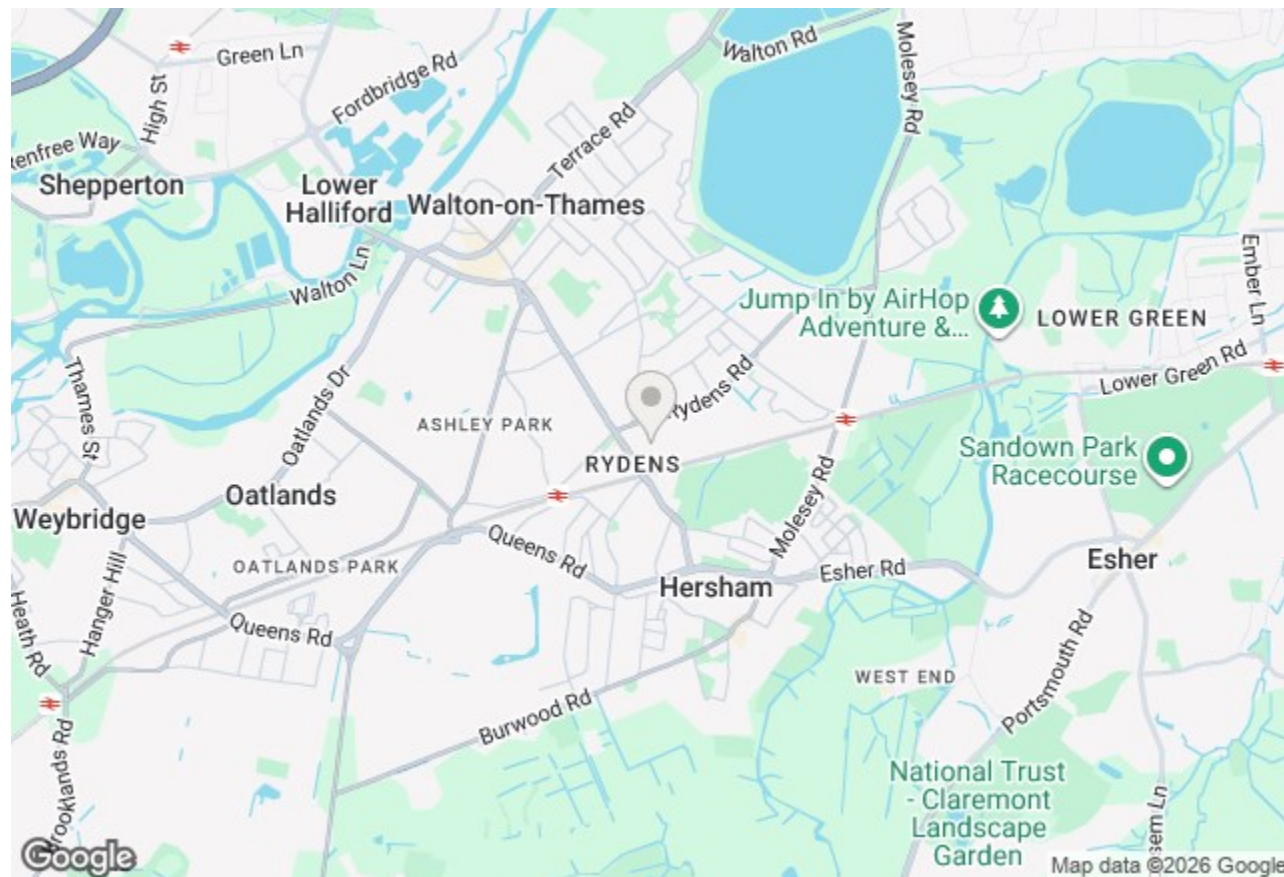 Walton Rd
Green Ln
Molesey Rd
High St
Fordbridge Rd
Renfree Way
Terrace Rd
Shepperton
Lower
Halliford
Walton-on-Thames
Ember Ln
Walton Ln
Jump In by AirHop
Adventure &...
LOWER GREEN
Thames St
Lower Green Rd
Oatlands Dr
Rydens Rd
ASHLEY PARK
RYDENS
Sandown Park
Racecourse
Oatlands
Weybridge
Molesey Rd
Queens Rd
OATLANDS PARK
Hersham
Esher Rd
Esher
Hanger Hill
Heath Rd
Queens Rd
WEST END
Portsmouth Rd
Burwood Rd
Brooklands Rd
National Trust
- Claremont
Landscape
Garden
sem Ln
Google
Map data ©2026 Google